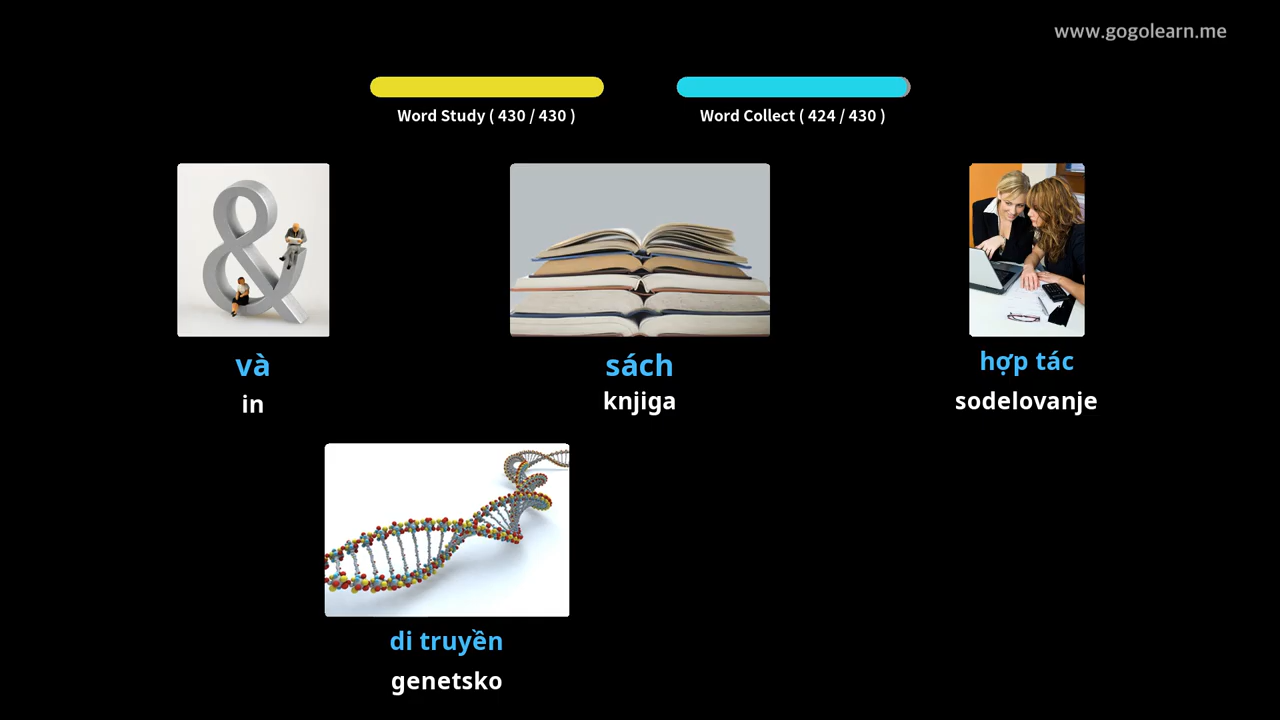 www.gogolearn.me
Word Study ( 430 / 430 )
Word Collect ( 424 / 430 )
và
in
sách
knjiga
hợp tác
sodelovanje
di truyền
genetsko